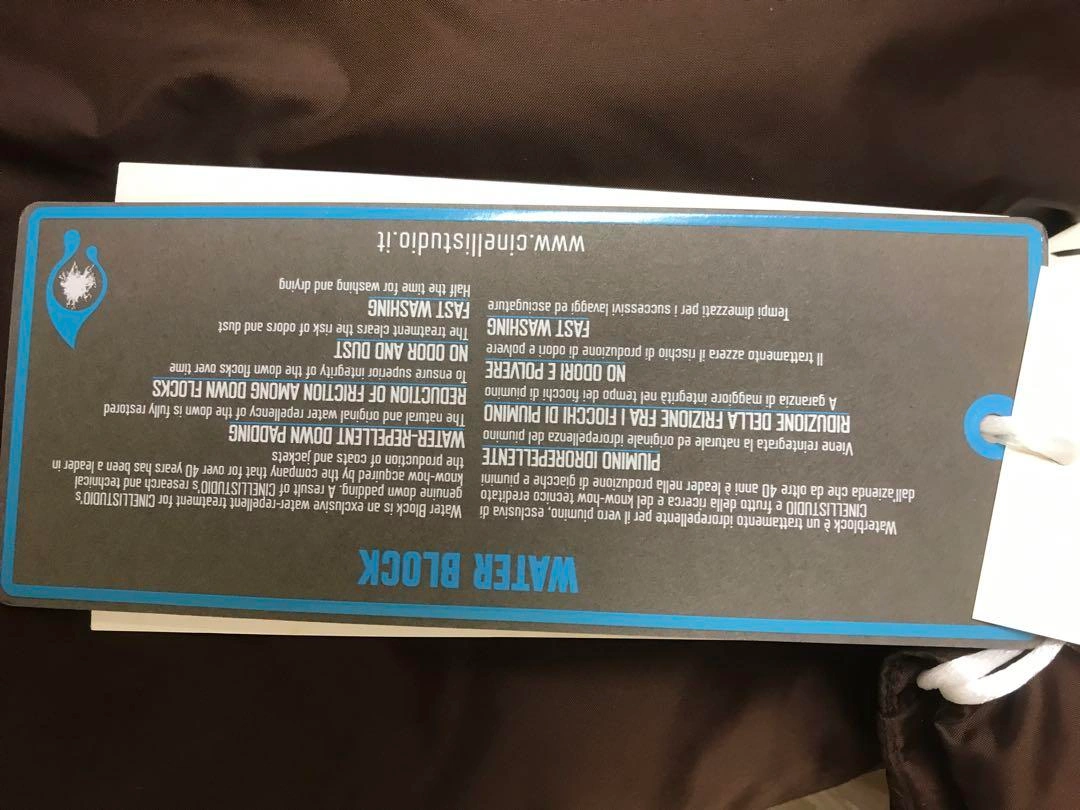 WATER BLOCK
Waterblock è un trattamento idrorepellente per il vero piumino, esclusiva di
CINELLISTUDIO e frutto della ricerca e del know-how tecnico ereditato
dall'azienda che da oltre 40 anni è leader nella produzione di giacche e piumini
PIUMINO IDROREPELLENTE
Viene reintegrata la naturale ed originale idrorepellenza del piumino
RIDUZIONE DELLA FRIZIONE FRA I FIOCCHI DI PIUMINO
A garanzia di maggiore integrità nel tempo dei fiocchi di piumino
NO ODORI E POLVERE
Il trattamento azzera il rischio di produzione di odori e polvere
FAST WASHING
Tempi dimezzati per i successivi lavaggi ed asciugature
Water Block is an exclusive water-repellent treatment for CINELLISTUDIO's
genuine down padding. A result of CINELLISTUDIO's research and technical
know-how acquired by the company that for over 40 years has been a leader in
the production of coats and jackets
WATER-REPELLENT DOWN PADDING
The natural and original water repellency of the down is fully restored
REDUCTION OF FRICTION AMONG DOWN FLOCKS
To ensure superior integrity of the down flocks over time
NO ODOR AND DUST
The treatment clears the risk of odors and dust
FAST WASHING
Half the time for washing and drying
www.cinellistudio.it